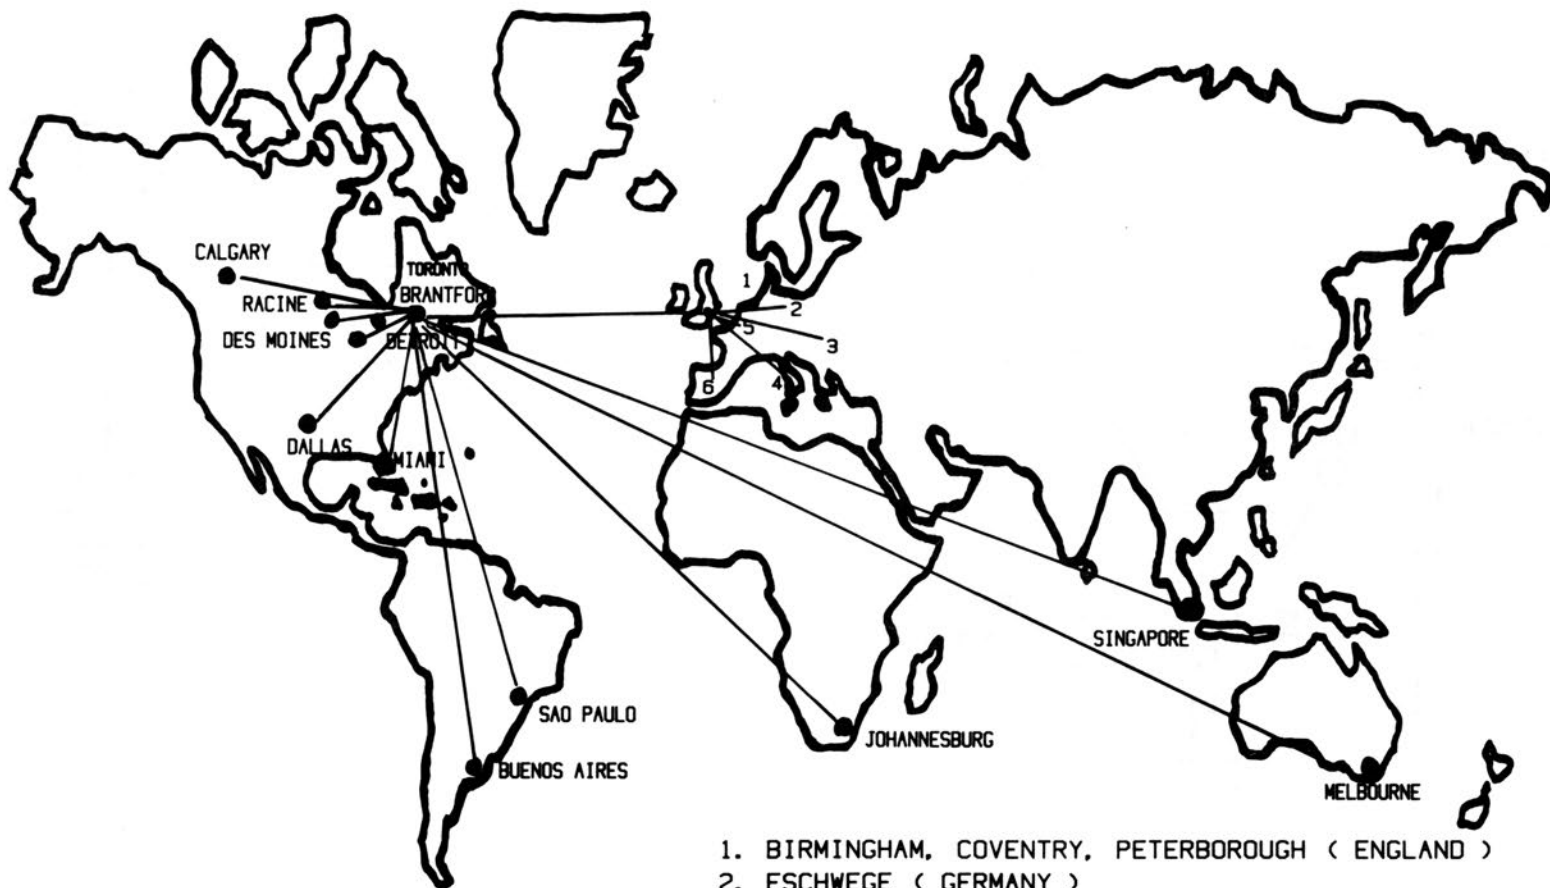 CALGARY
TORONTO
BRANTFORD
RACINE
DES MOINES
DETROIT
DALLAS
MIAMI
1
2
3
5
4
6
SINGAPORE
SAO PAULO
JOHANNESBURG
BUENOS AIRES
MELBOURNE
1. BIRMINGHAM, COVENTRY, PETERBOROUGH ( ENGLAND )
2. ESCHWEGE ( GERMANY )